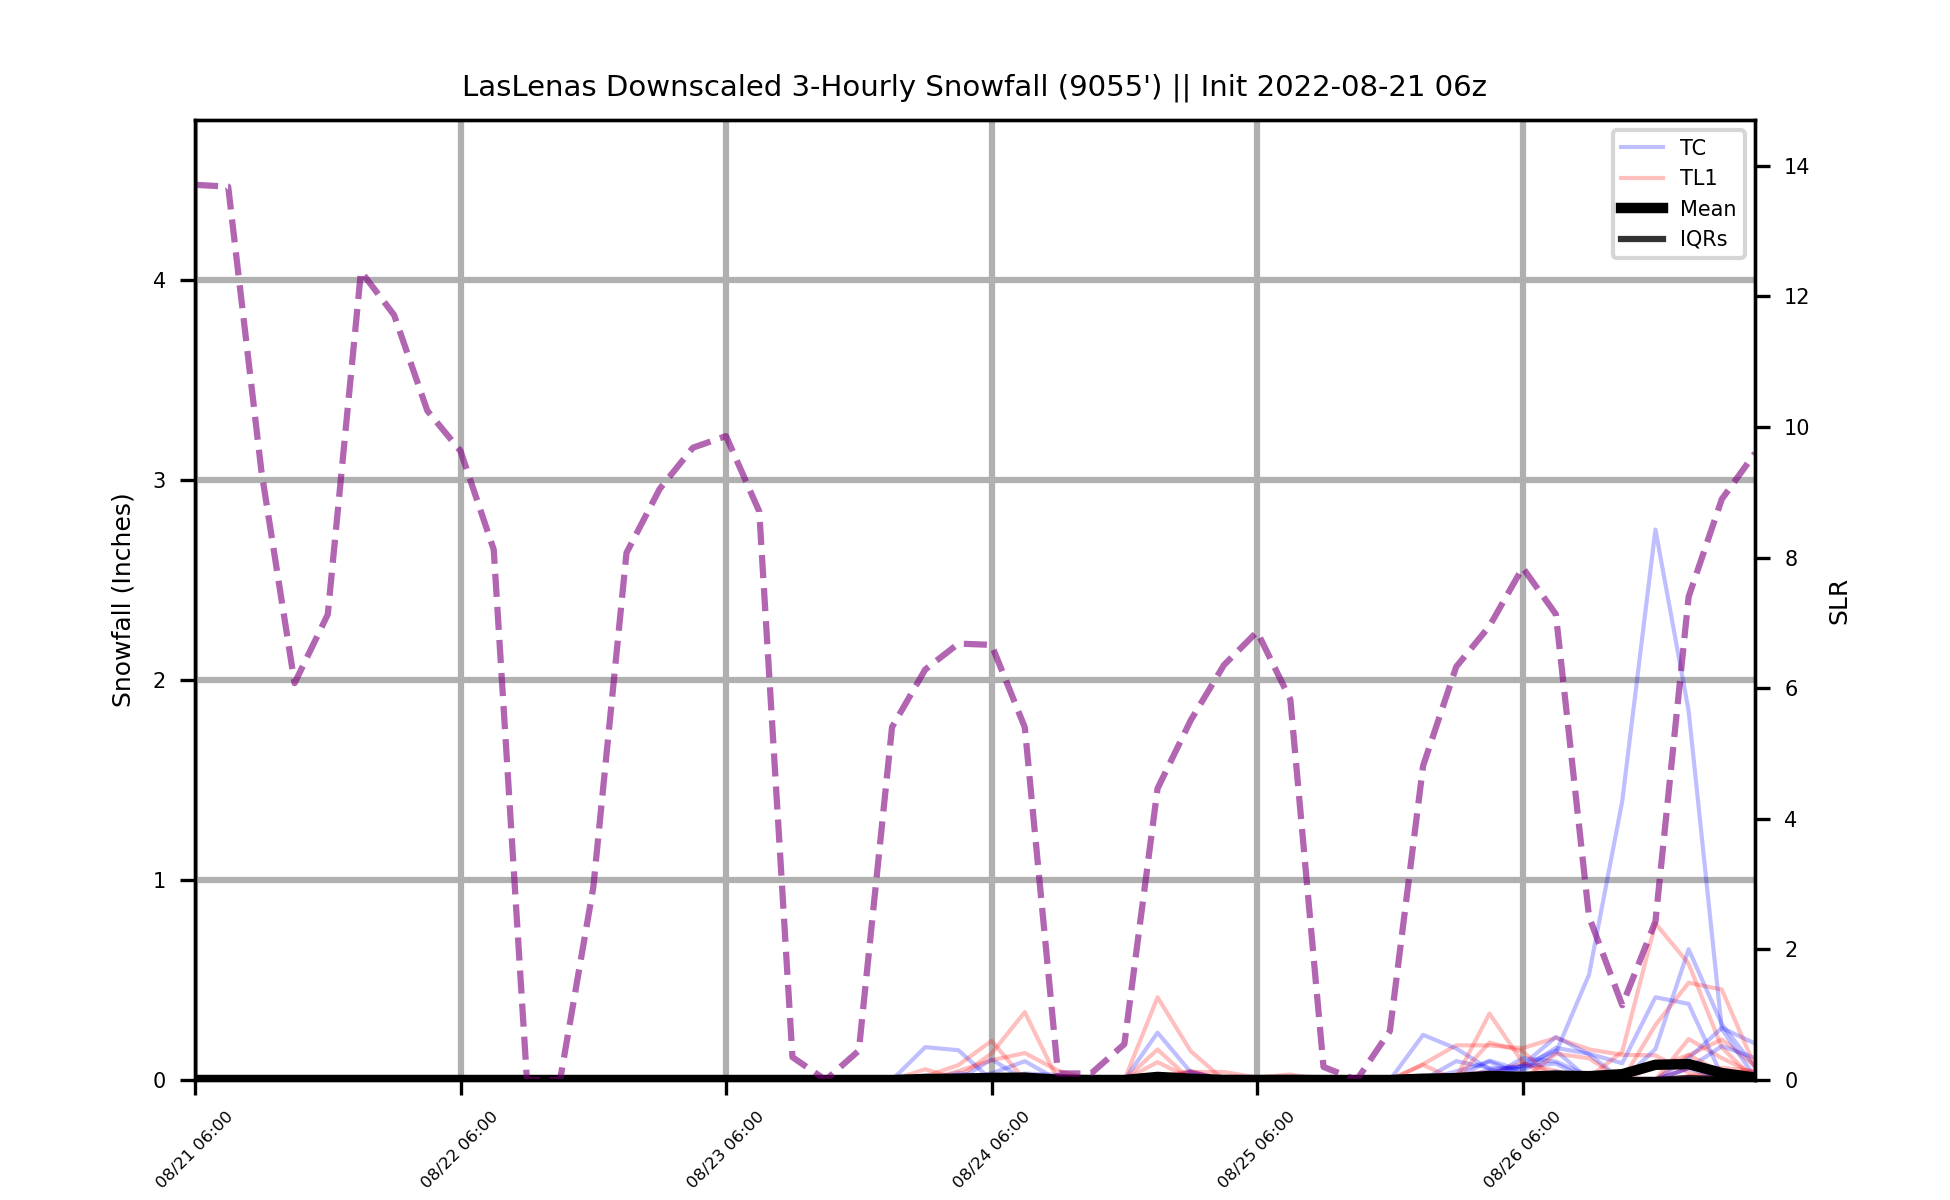 LasLenas Downscaled 3-Hourly Snowfall (9055') || Init 2022-08-21 06z
TC
TL1
Mean
IQRs
Snowfall (Inches)
4
3
2
1
0
14
12
10
8
6
4
2
0
SLR
08/21 06:00
08/22 06:00
08/23 06:00
08/24 06:00
08/25 06:00
08/26 06:00